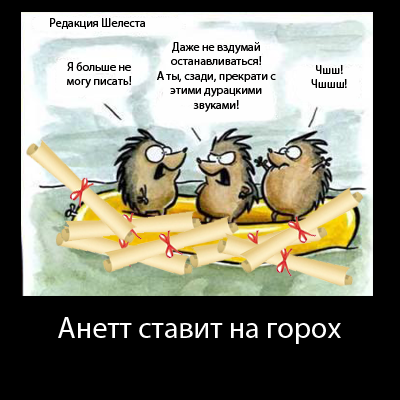 Редакция Шелеста
Я больше не
могу писать!
Даже не вздумай
останавливаться!
А ты, сзади, прекрати с
этими дурацкими
звуками!
Чшш!
Чшшш!
Анетт ставит на горох